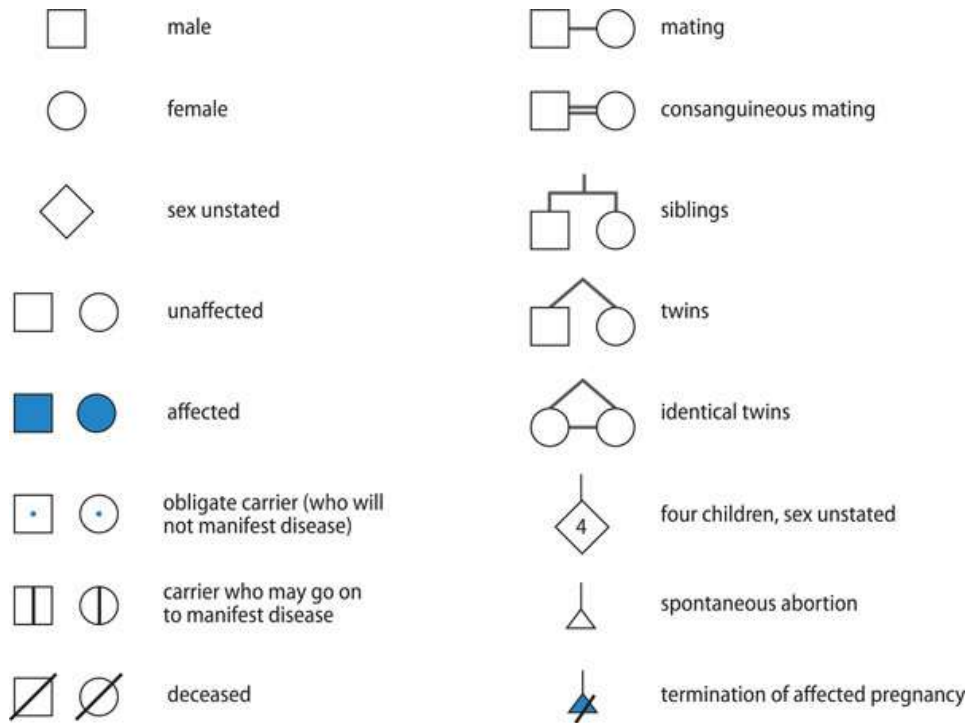 male
female
sex unstated
unaffected
affected
obligate carrier (who will
not manifest disease)
carrier who may go on
to manifest disease
deceased
mating
consanguineous mating
siblings
twins
identical twins
4
four children, sex unstated
spontaneous abortion
termination of affected pregnancy